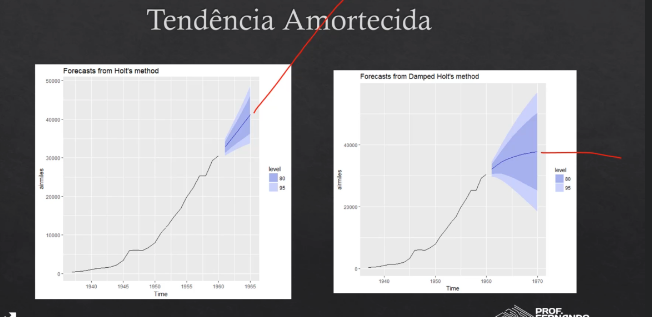 Tendência Amortecida
Forecasts from Holt's method
50000
40000
30000
20000
10000
0
airmiles
1940
1945
1950
1955
1960
1965
Time
level
80
95
Forecasts from Damped Holt's method
40000
20000
0
airmiles
1940
1950
1960
1970
Time
level
80
95
PROF.